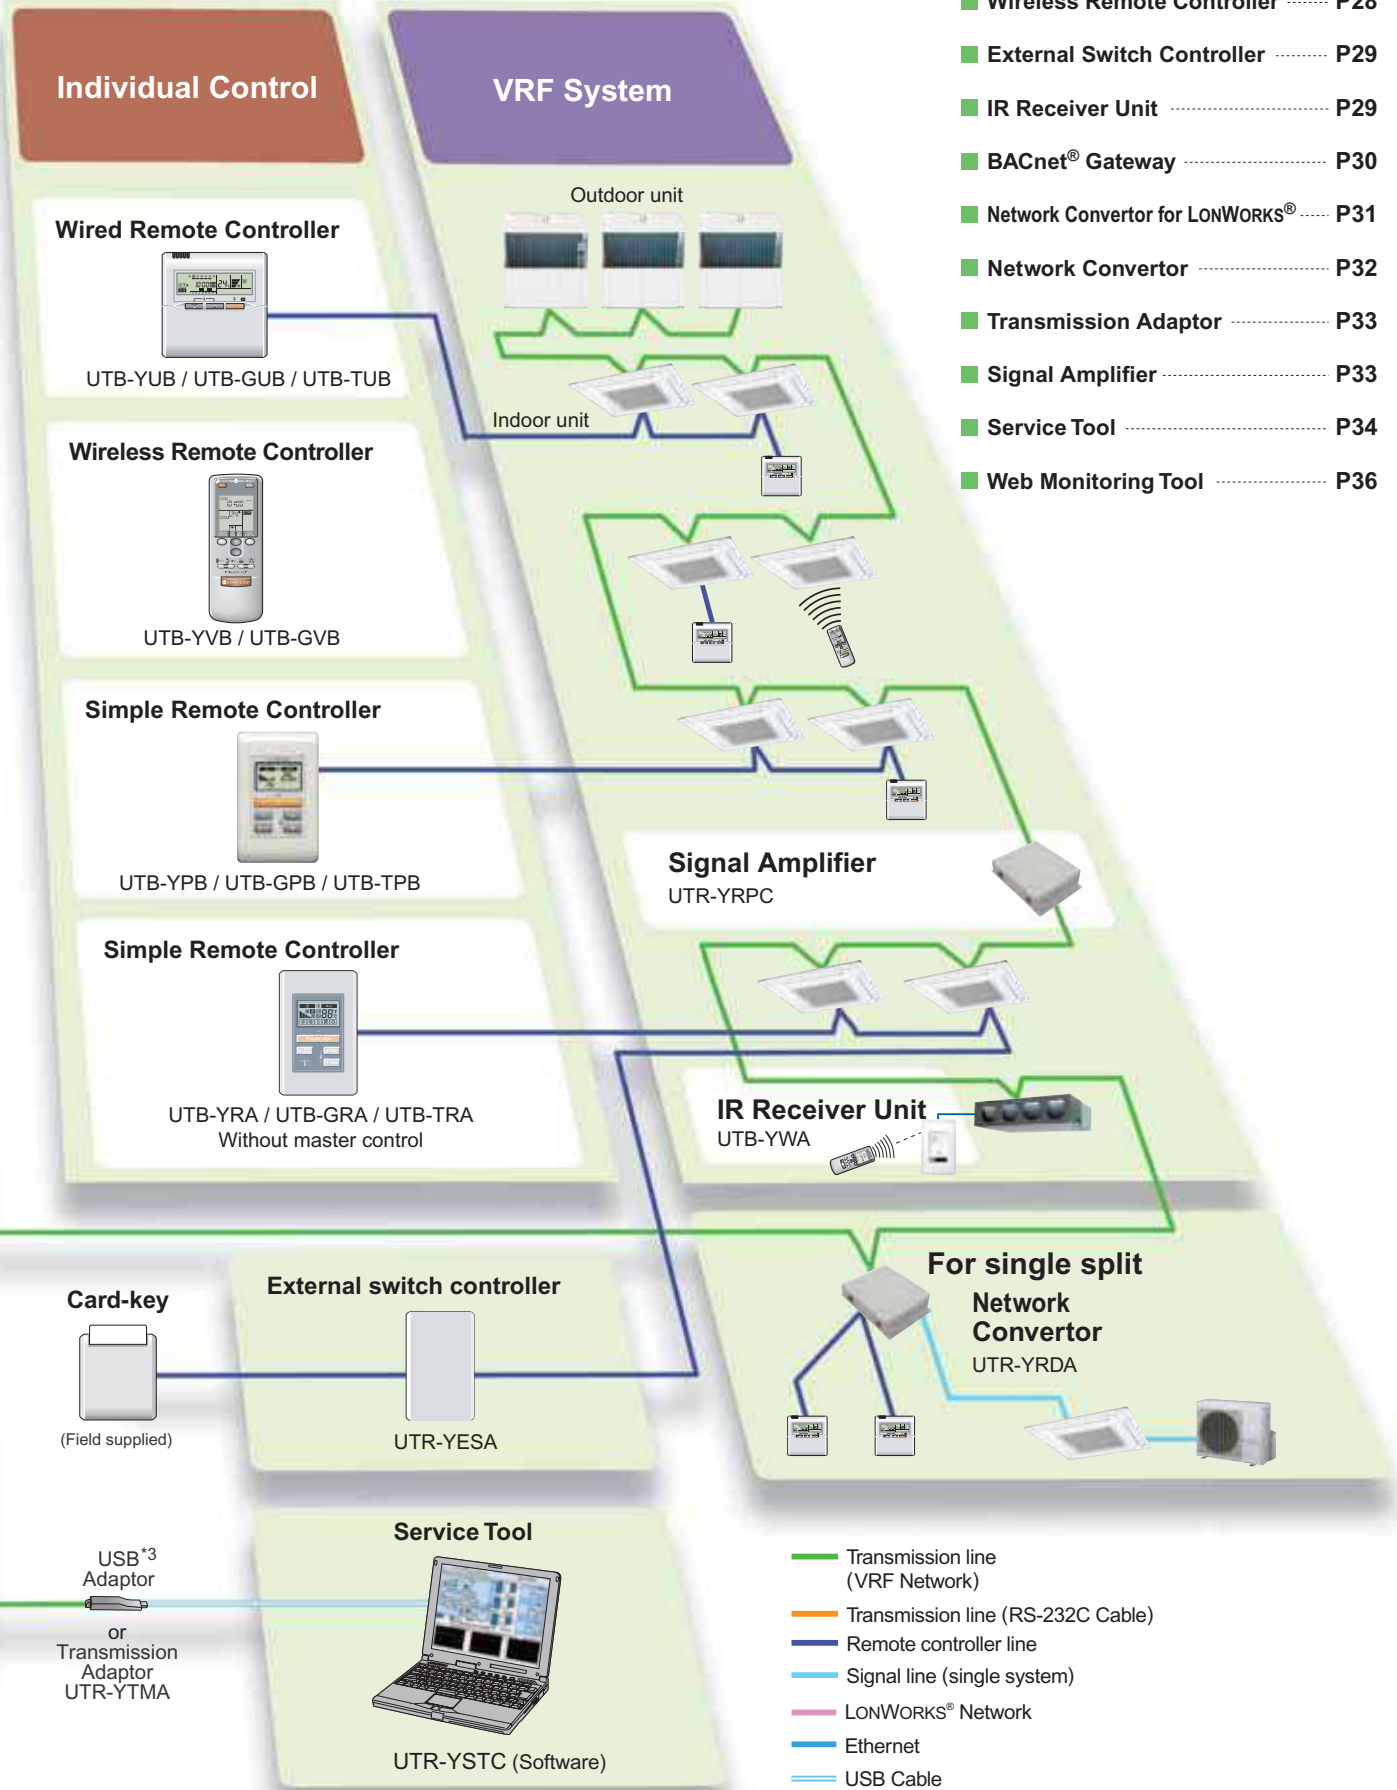 Individual Control
VRF System
Wireless Remote Controller P28
External Switch Controller P29
IR Receiver Unit P29
BACnet® Gateway P30
Network Convertor for LONWORKS® P31
Network Convertor P32
Transmission Adaptor P33
Signal Amplifier P33
Service Tool P34
Web Monitoring Tool P36
Wired Remote Controller
UTB-YUB / UTB-GUB / UTB-TUB
Wireless Remote Controller
UTB-YVB / UTB-GVB
Simple Remote Controller
UTB-YPB / UTB-GPB / UTB-TPB
Simple Remote Controller
UTB-YRA / UTB-GRA / UTB-TRA
Without master control
Outdoor unit
Indoor unit
Signal Amplifier
UTR-YRPC
IR Receiver Unit
UTB-YWA
For single split
Network
Convertor
UTR-YRDA
Card-key
(Field supplied)
External switch controller
UTR-YESA
USB*3
Adaptor
or
Transmission
Adaptor
UTR-YTMA
Service Tool
UTR-YSTC (Software)
Transmission line
(VRF Network)
Transmission line (RS-232C Cable)
Remote controller line
Signal line (single system)
LONWORKS® Network
Ethernet
USB Cable